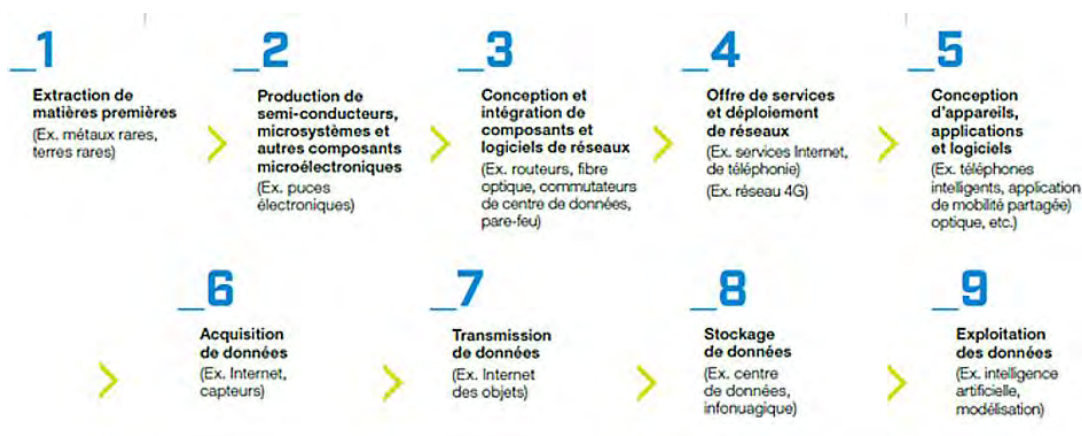 _1
Extraction de
matières premières
(Ex. métaux rares,
terres rares)
_2
Production de
semi-conducteurs,
microsystèmes et
autres composants
microélectroniques
(Ex. puces
électroniques)
_3
Conception et
intégration de
composants et
logiciels de réseaux
(Ex. routeurs, fibre
optique, commutateurs
de centre de données,
pare-feu)
_4
Offre de services
et déploiement
de réseaux
(Ex. services Internet,
de téléphonie)
(Ex. réseau 4G)
_5
Conception
d'appareils,
applications
et logiciels
(Ex. téléphones
intelligents, application
de mobilité partagée)
optique, etc.)
_6
Acquisition
de données
(Ex. Internet,
capteurs)
_7
Transmission
de données
(Ex. Internet
des objets)
_8
Stockage
de données
(Ex. centre
de données,
infonuagique)
_9
Exploitation
des données
(Ex. intelligence
artificielle,
modélisation)